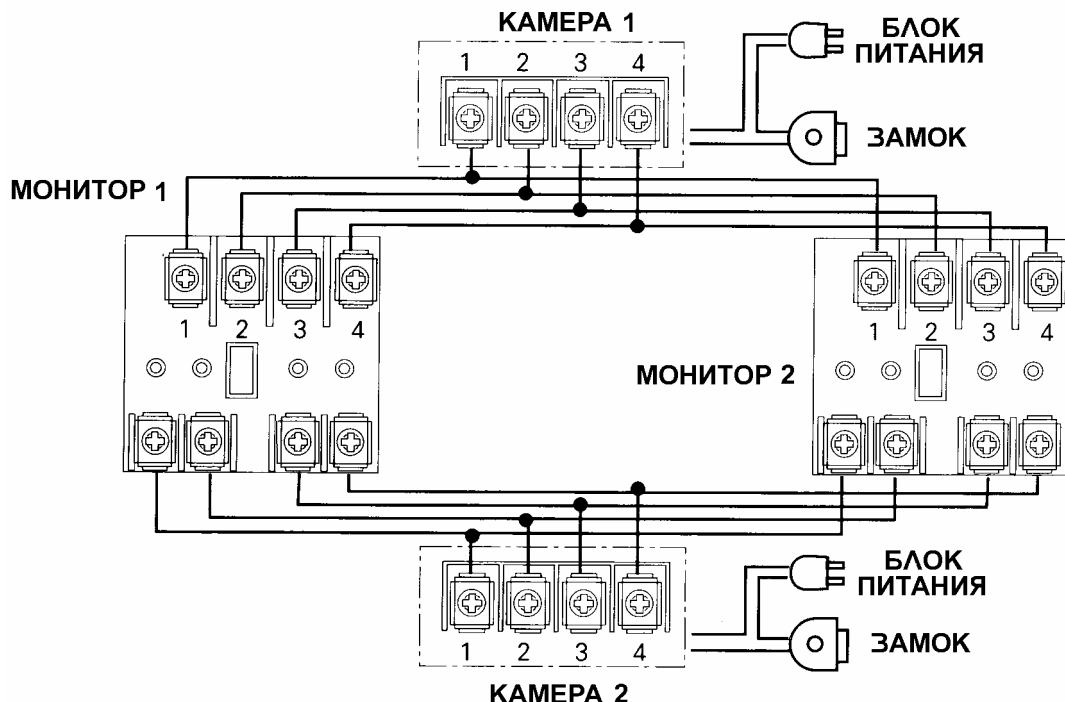 КАМЕРА 1
1 2 3 4
БЛОК
ПИТАНИЯ
ЗАМОК
МОНИТОР 1
1 2 3 4
1 2 3 4
МОНИТОР 2
1 2 3 4
БЛОК
ПИТАНИЯ
ЗАМОК
КАМЕРА 2